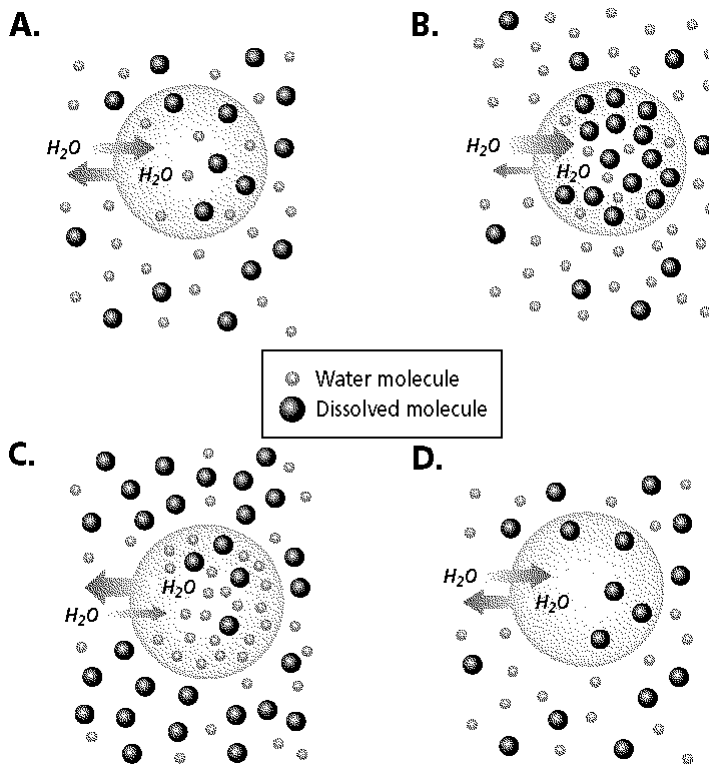 A.
H₂O
H₂O
B.
H₂O
H₂O
Water molecule
Dissolved molecule
C.
H₂O
H₂O
D.
H₂O
H₂O